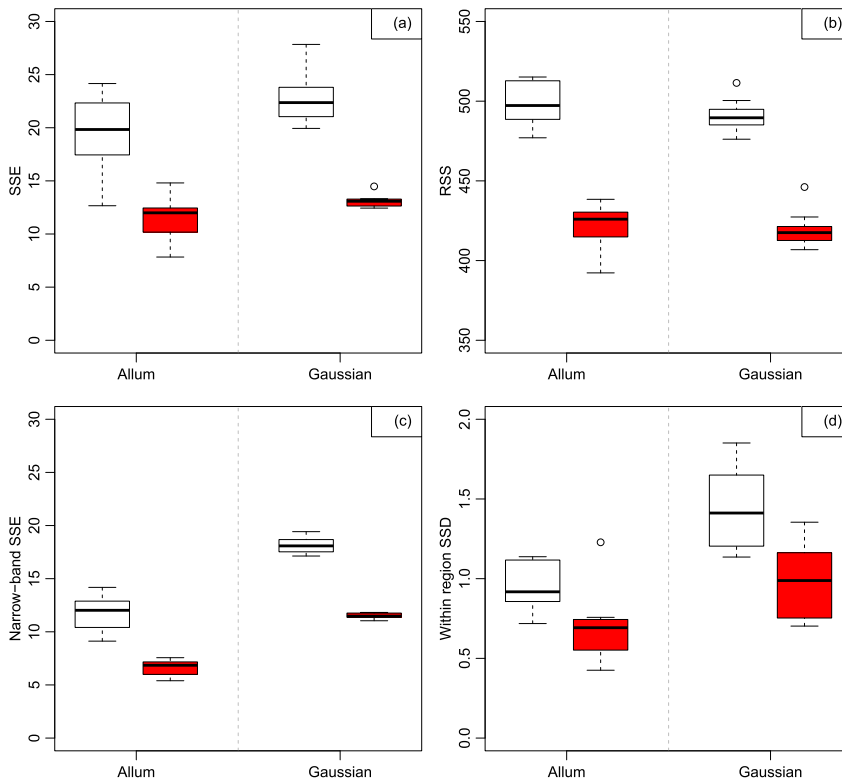 (a)
SSE
30
25
20
15
10
5
0
Allum Gaussian
(b)
RSS
550
500
450
400
350
Allum Gaussian
(c)
Narrow−band SSE
30
25
20
15
10
5
0
Allum Gaussian
(d)
Within region SSD
2.0
1.5
1.0
0.5
0.0
Allum Gaussian